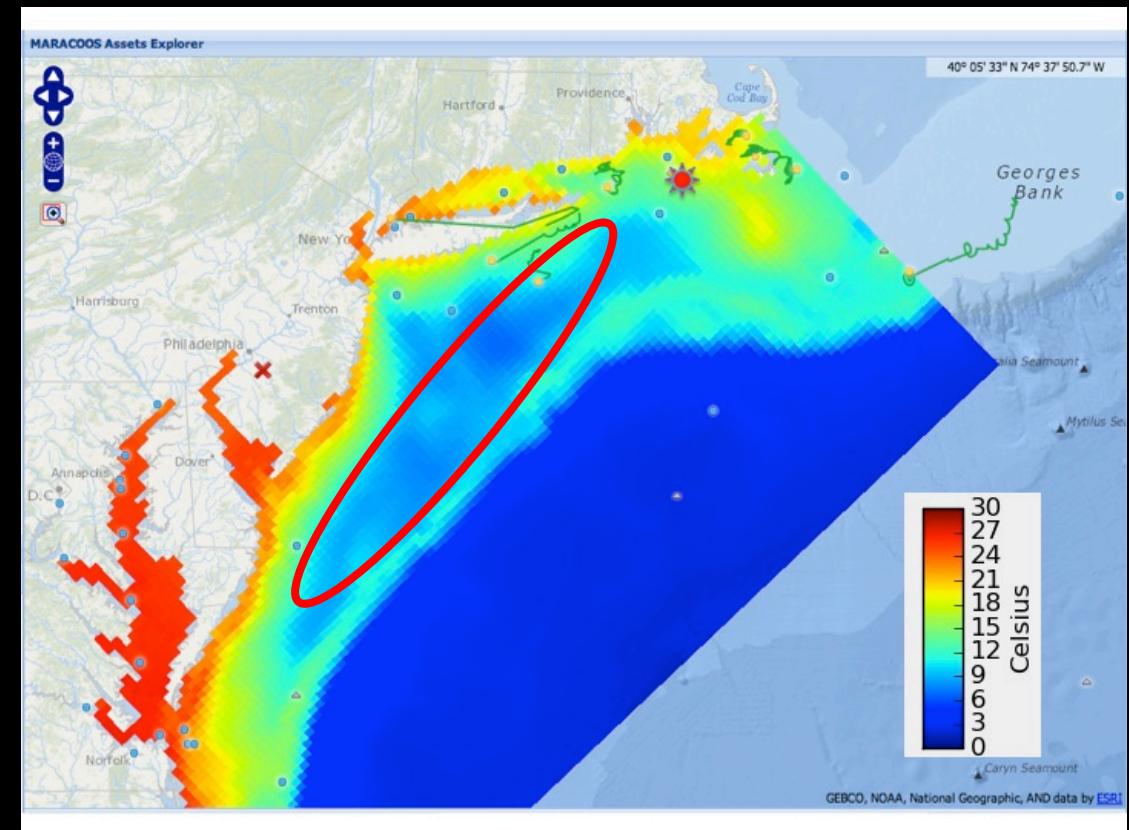 MARACOOS Assets Explorer
40° 05' 33" N 74° 37' 50.7" W
Cape
Cod Bay
Providence
Hartford
Georges
Bank
New Yo
Harrisburg
Trenton
Philadelphia
Seamount
Mytilus Se
Dover
Annapolis
D.C.
30
27
24
21
18
15
12
9
6
3
0
Celsius
Norfolk
Caryn Seamount
GEBCO, NOAA, National Geographic, AND data by ESRI